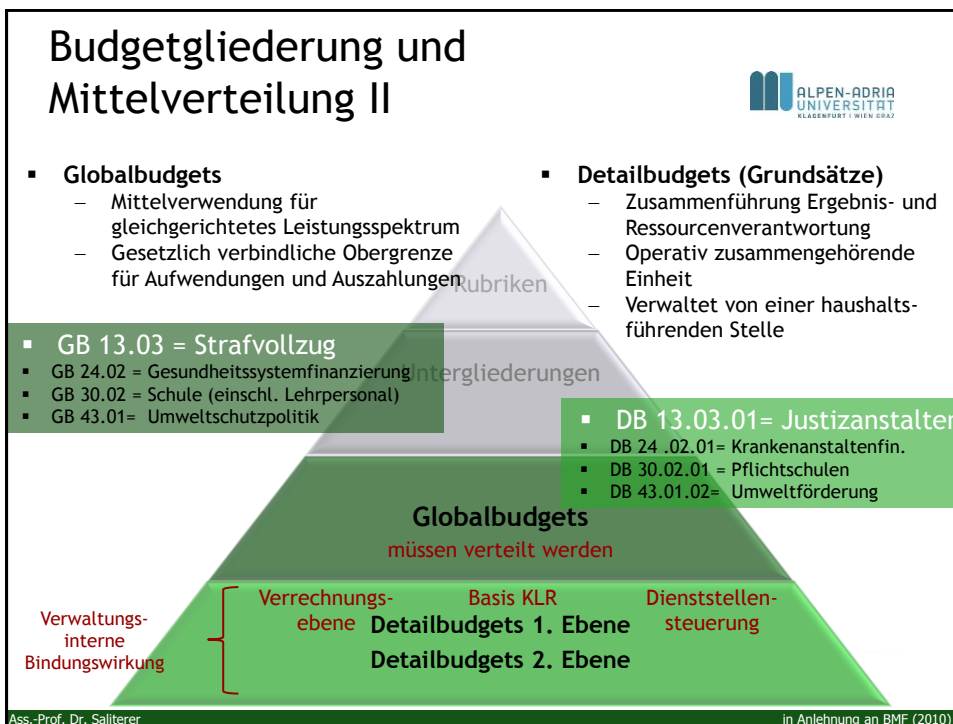 Budgetgliederung und
Mittelverteilung II
ALPEN-ADRIA
UNIVERSITÄT
KLAGENFURT | WIEN GRAZ
▪ Globalbudgets
– Mittelverwendung für
gleichgerichtetes Leistungsspektrum
– Gesetzlich verbindliche Obergrenze
für Aufwendungen und Auszahlungen
▪ Detailbudgets (Grundsätze)
– Zusammenführung Ergebnis- und
Ressourcenverantwortung
– Operativ zusammengehörende
Einheit
– Verwaltet von einer haushalts-
führenden Stelle
Rubriken
▪ GB 13.03 = Strafvollzug
▪ GB 24.02 = Gesundheitssystemfinanzierung
▪ GB 30.02 = Schule (einschl. Lehrpersonal)
▪ GB 43.01= Umweltschutzpolitik
Untergliederungen
▪ DB 13.03.01= Justizanstalten
▪ DB 24 .02.01= Krankenanstaltenfin.
▪ DB 30.02.01 = Pflichtschulen
▪ DB 43.01.02= Umweltförderung
Globalbudgets
müssen verteilt werden
Verwaltungs-
interne
Bindungswirkung
Verrechnungs-
ebene
Basis KLR
Dienststellen-
steuerung
Detailbudgets 1. Ebene
Detailbudgets 2. Ebene
Ass.-Prof. Dr. Saliterer
in Anlehnung an BMF (2010)